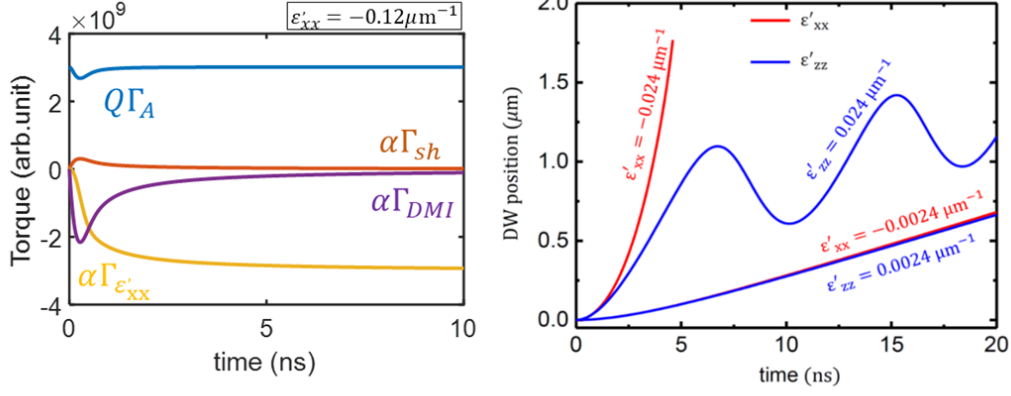 ×10⁹
ε′xx = −0.12μm⁻¹
4
2
0
-2
-4
Torque (arb.unit)
QΓA
αΓsh
αΓDMI
αΓε′xx
0
5
10
time (ns)
2.0
1.5
1.0
0.5
0.0
DW position (μm)
ε′xx
ε′zz
ε′xx = −0.024 μm⁻¹
ε′zz = 0.024 μm⁻¹
ε′xx = −0.0024 μm⁻¹
ε′zz = 0.0024 μm⁻¹
0
5
10
15
20
time (ns)